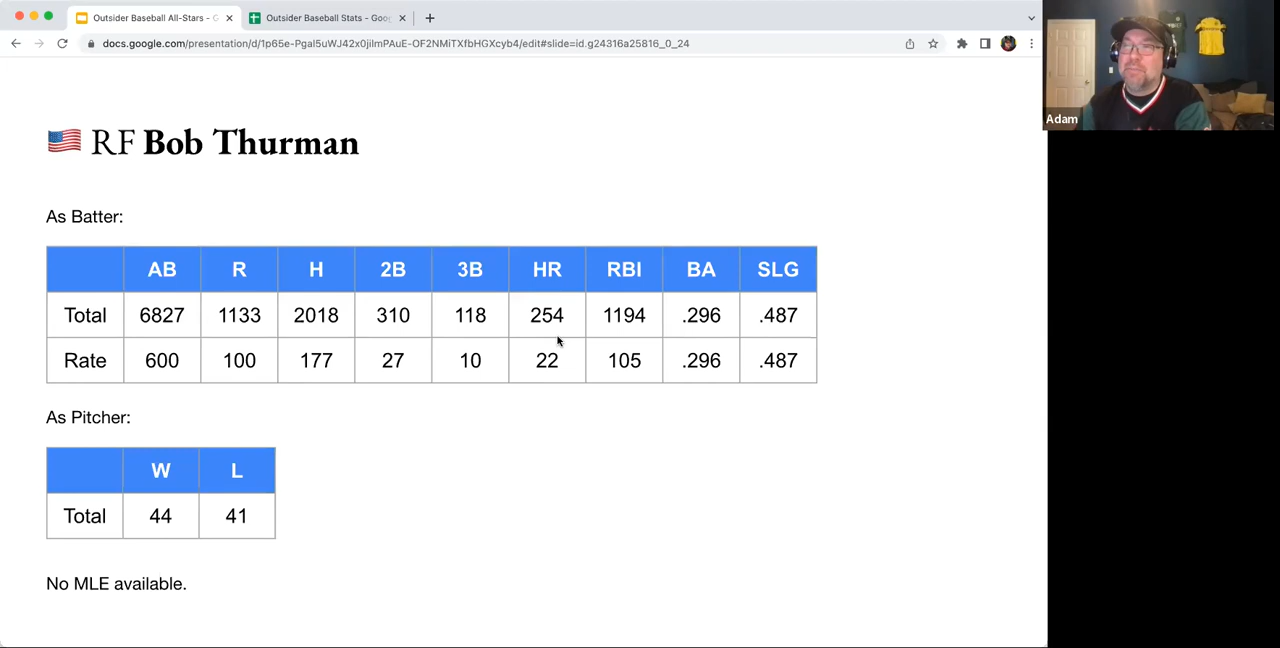 Outsider Baseball All-Stars - G
Outsider Baseball Stats - Goog
docs.google.com/presentation/d/1p65e-Pgal5uWJ42x0jilmPAuE-OF2NMiTXfbHGXcyb4/edit#slide=id.g24316a25816_0_24
Adam
RF Bob Thurman
As Batter:
AB R H 2B 3B HR RBI BA SLG
Total 6827 1133 2018 310 118 254 1194 .296 .487
Rate 600 100 177 27 10 22 105 .296 .487
As Pitcher:
W L
Total 44 41
No MLE available.